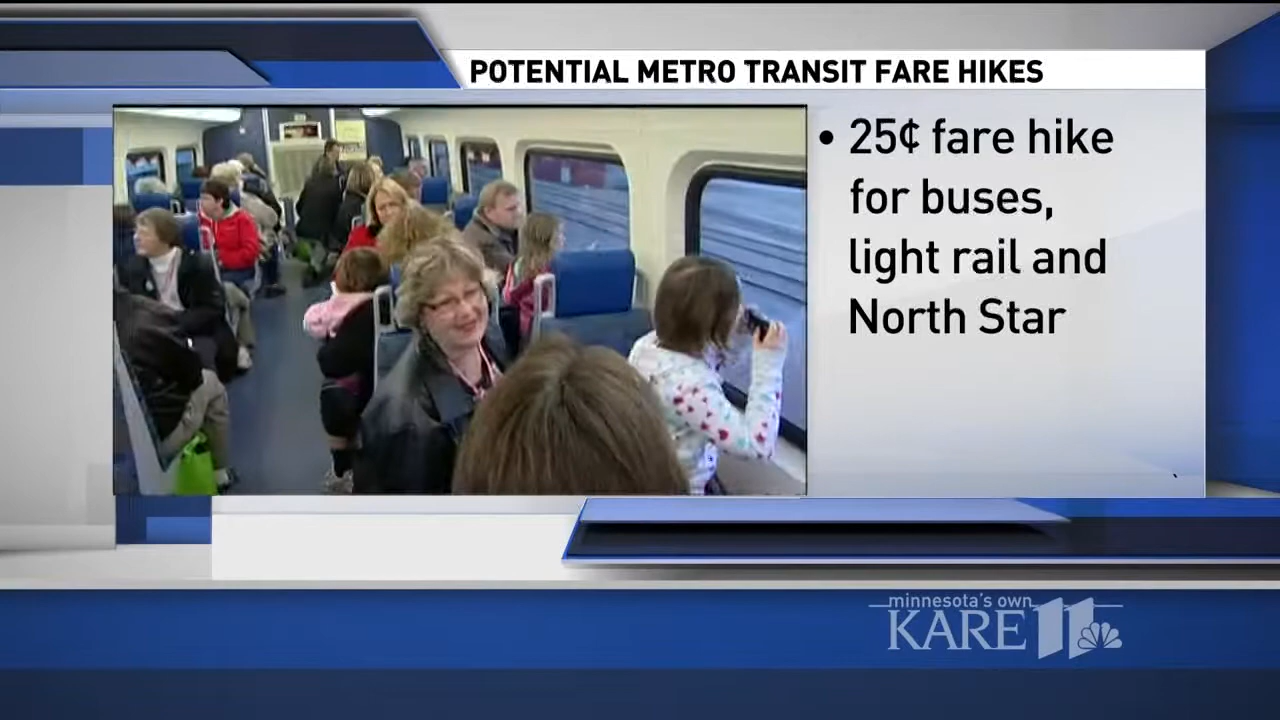 POTENTIAL METRO TRANSIT FARE HIKES
• 25¢ fare hike
for buses,
light rail and
North Star
minnesota's own
KARE 11